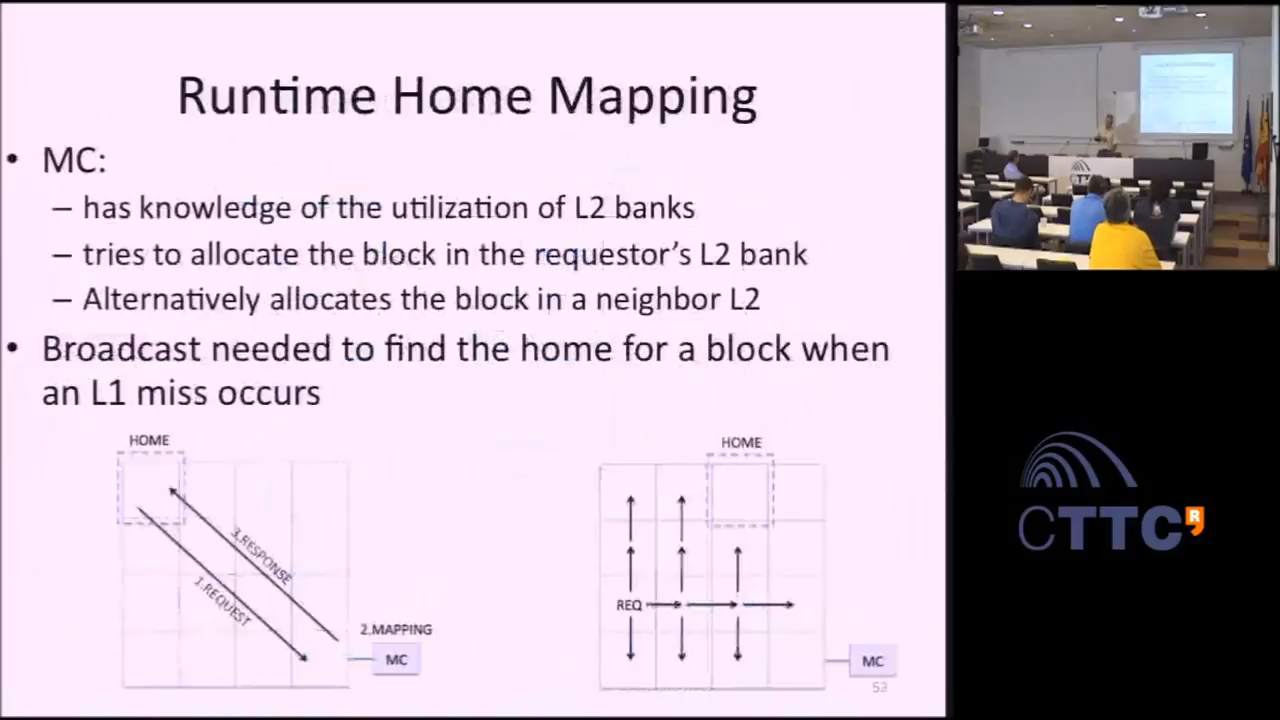 Runtime Home Mapping
• MC:
– has knowledge of the utilization of L2 banks
– tries to allocate the block in the requestor's L2 bank
– Alternatively allocates the block in a neighbor L2
• Broadcast needed to find the home for a block when
an L1 miss occurs
HOME
3.RESPONSE
1.REQUEST
2.MAPPING
MC
HOME
REQ
MC
53
CTTC
CTTC R